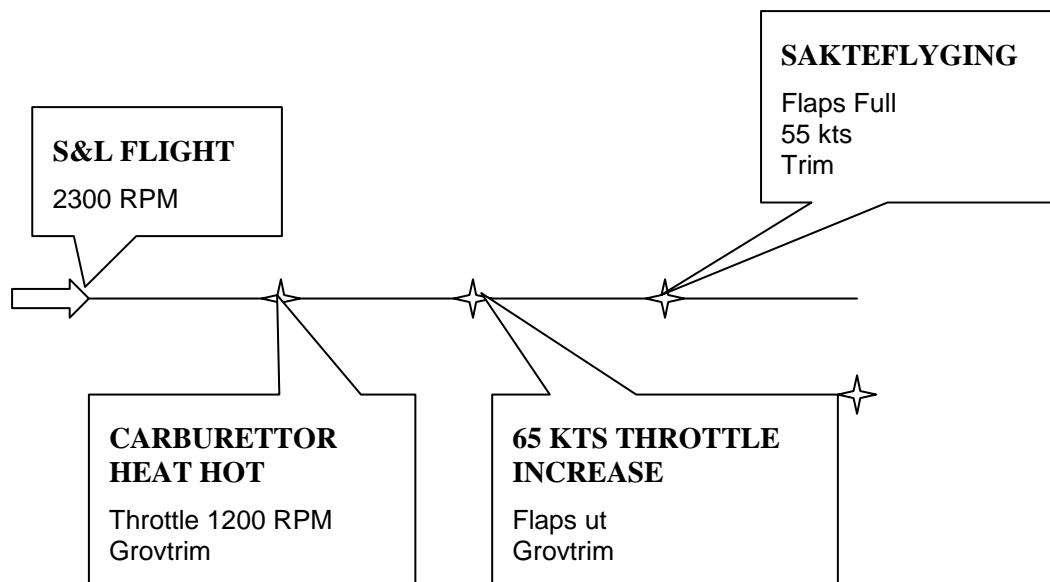 S&L FLIGHT
2300 RPM
CARBURETTOR
HEAT HOT
Throttle 1200 RPM
Grovtrim
65 KTS THROTTLE
INCREASE
Flaps ut
Grovtrim
SAKTEFLYGING
Flaps Full
55 kts
Trim